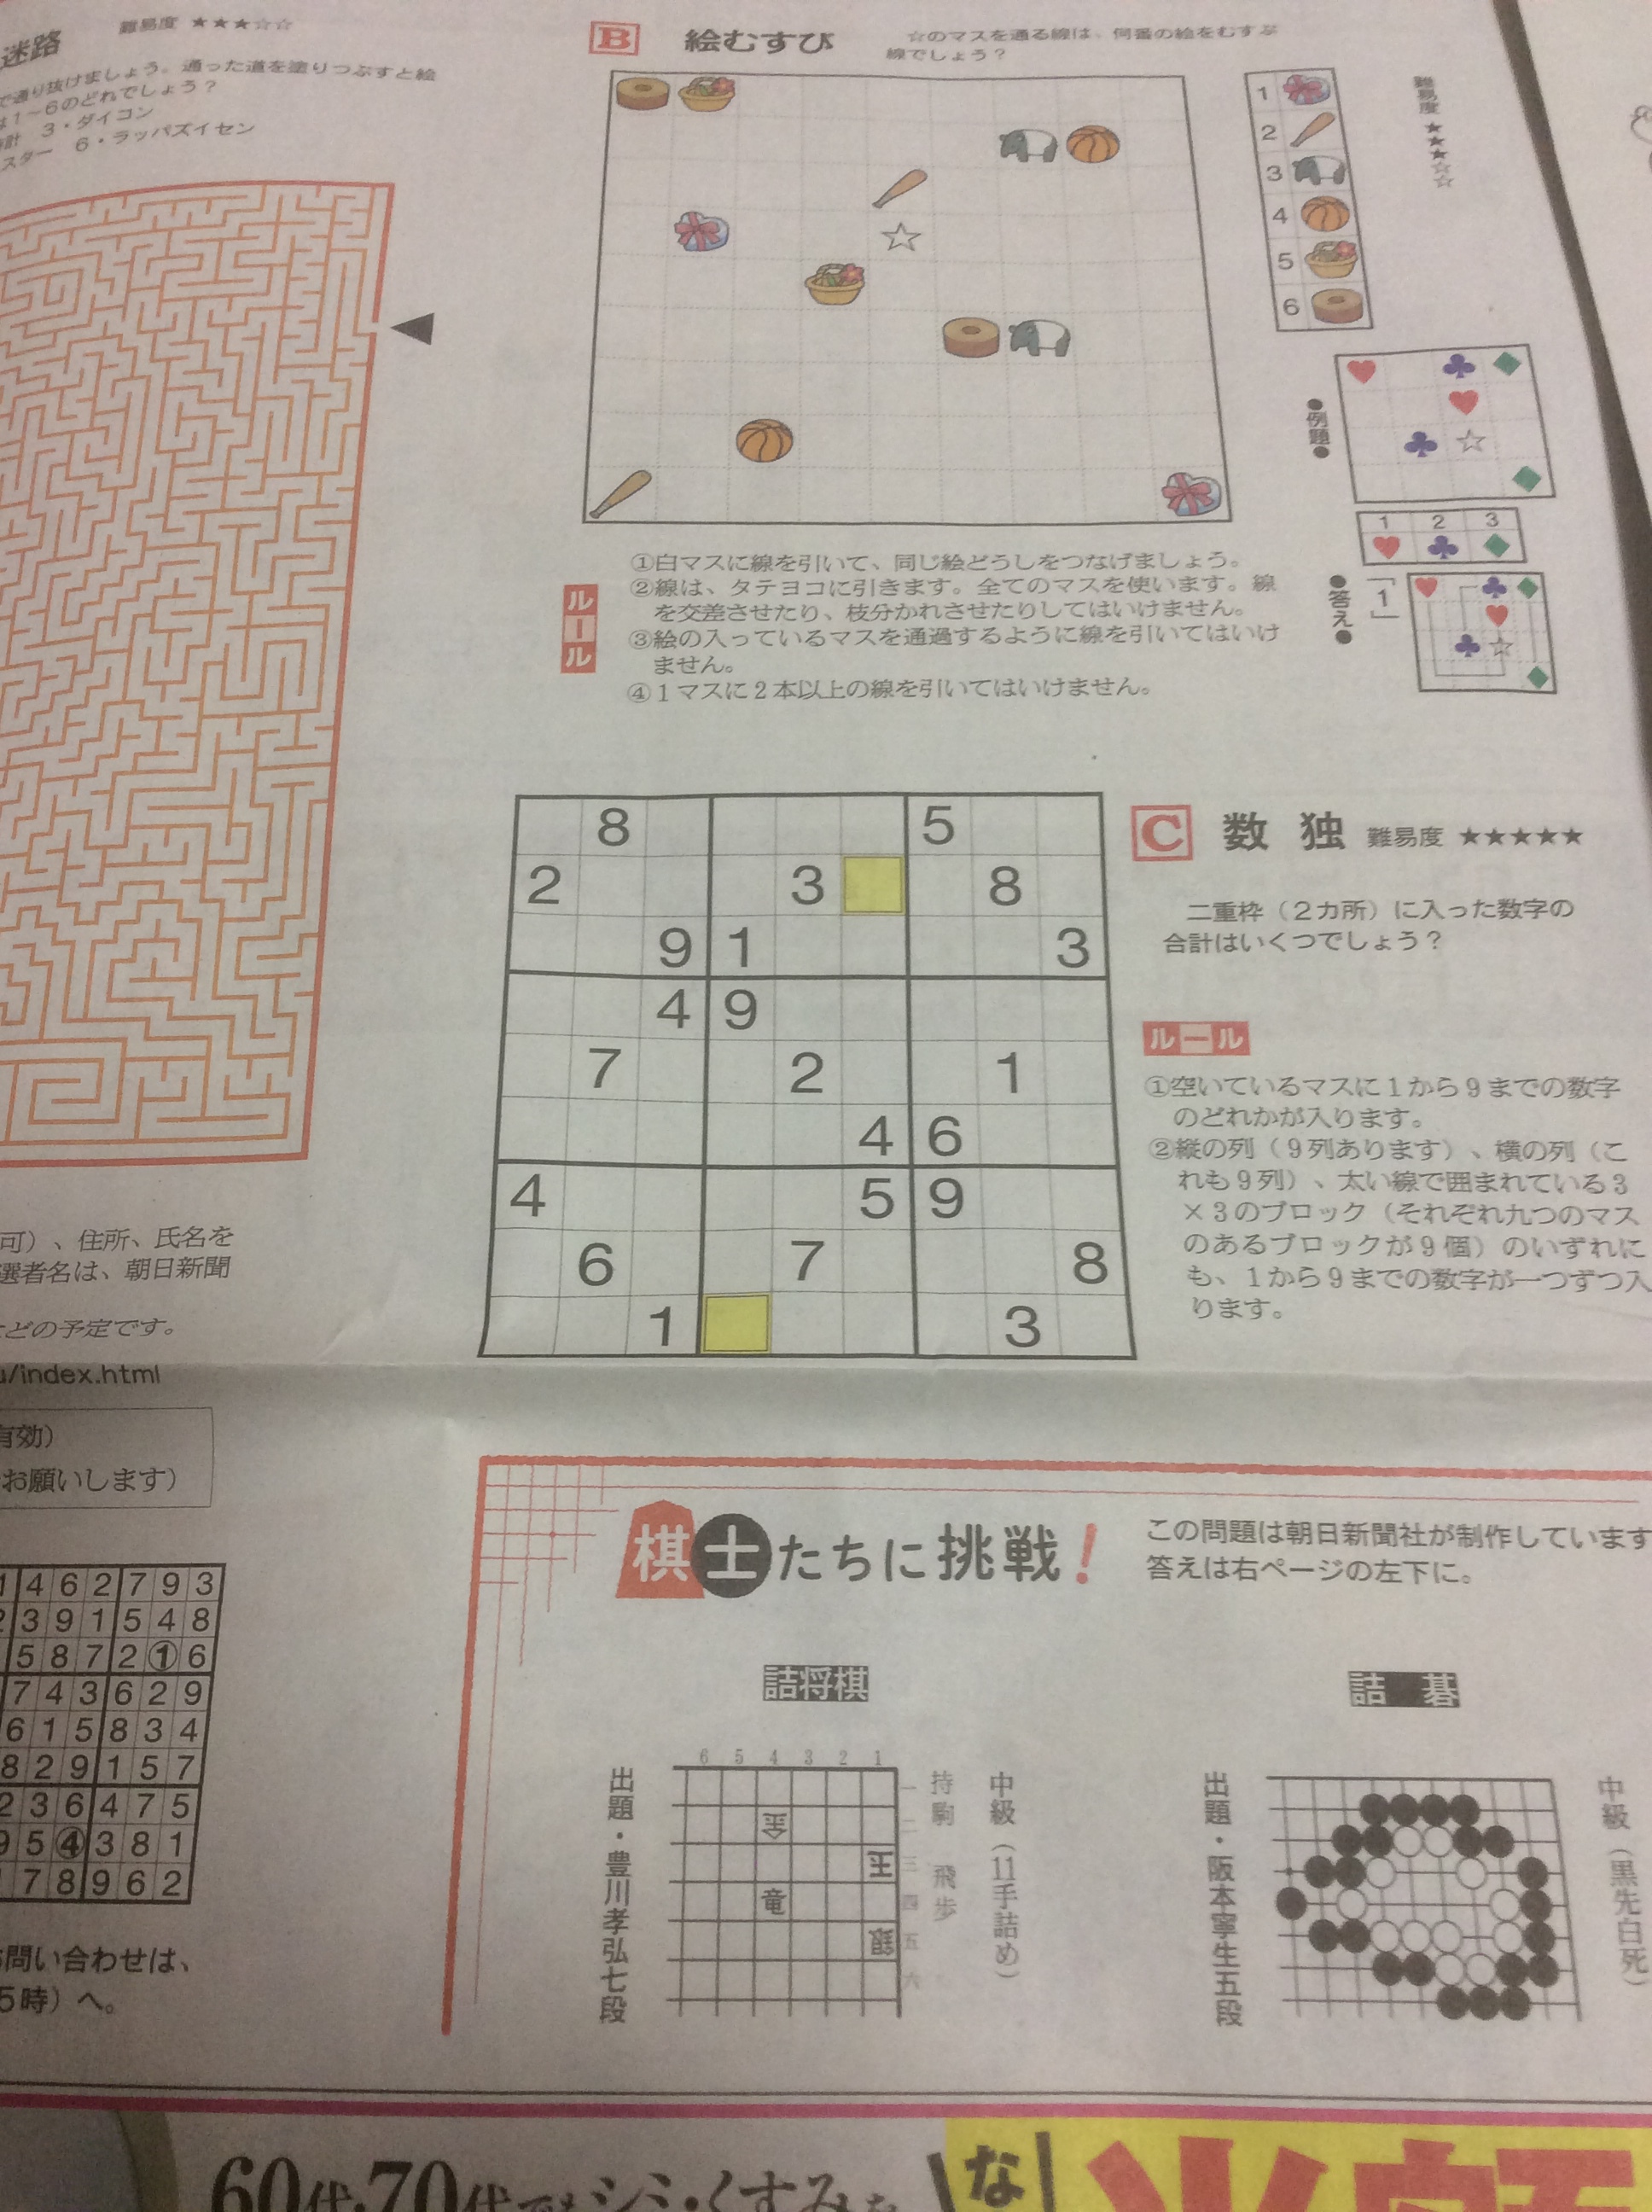 迷路
難易度 ★★★☆☆
で通り抜けましょう。通った道を塗りつぶすと絵
は1～6のどれでしょう？
計　3・ダイコン
スター　6・ラッパズイセン
B 絵むすび
☆のマスを通る線は、何番の絵をむすぶ
線でしょう？
難易度 ★★★☆☆
1
2
3
4
5
6
☆
●例題●
☆
1 2 3
●答え●
「1」
☆
ルール
①白マスに線を引いて、同じ絵どうしをつなげましょう。
②線は、タテヨコに引きます。全てのマスを使います。線
を交差させたり、枝分かれさせたりしてはいけません。
③絵の入っているマスを通過するように線を引いてはいけ
ません。
④1マスに2本以上の線を引いてはいけません。
C 数独 難易度 ★★★★★
二重枠（2カ所）に入った数字の
合計はいくつでしょう？
ルール
①空いているマスに1から9までの数字
のどれかが入ります。
②縦の列（9列あります）、横の列（こ
れも9列）、太い線で囲まれている3
×3のブロック（それぞれ九つのマス
のあるブロックが9個）のいずれに
も、1から9までの数字が一つずつ入
ります。
8 5
2 3 8
9 1 3
4 9
7 2 1
4 6
4 5 9
6 7 8
1 3
可）、住所、氏名を
選者名は、朝日新聞
などの予定です。
u/index.html
有効）
お願いします）
1 4 6 2 7 9 3
2 3 9 1 5 4 8
5 8 7 2 ① 6
7 4 3 6 2 9
6 1 5 8 3 4
8 2 9 1 5 7
2 3 6 4 7 5
9 5 ④ 3 8 1
7 8 9 6 2
お問い合わせは、
5時）へ。
棋士たちに挑戦！
この問題は朝日新聞社が制作しています
答えは右ページの左下に。
詰将棋
出題・豊川孝弘七段
6 5 4 3 2 1
一
二
三
四
五
六
金
王
竜
銀
持駒　飛歩
中級（11手詰め）
詰碁
出題・阪本寧生五段
中級（黒先白死）
60代・70代でもシミ・くすみを
な